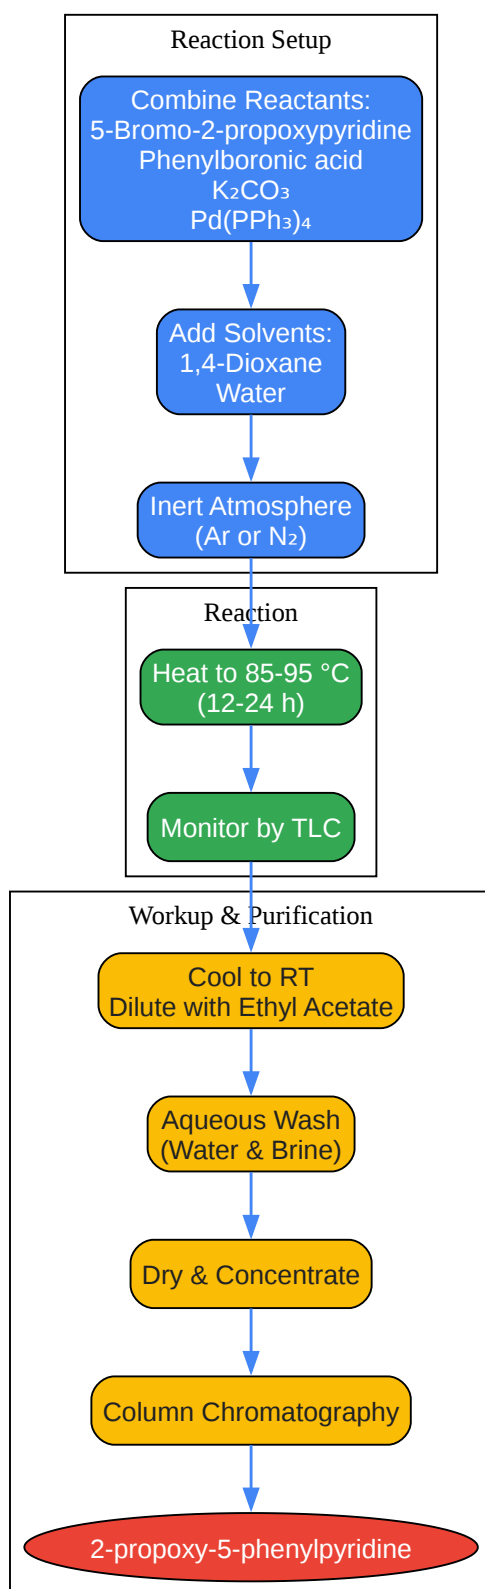 Reaction Setup
Combine Reactants:
5-Bromo-2-propoxypyridine
Phenylboronic acid
K₂CO₃
Pd(PPh₃)₄
Add Solvents:
1,4-Dioxane
Water
Inert Atmosphere
(Ar or N₂)
Reaction
Heat to 85-95 °C
(12-24 h)
Monitor by TLC
Workup & Purification
Cool to RT
Dilute with Ethyl Acetate
Aqueous Wash
(Water & Brine)
Dry & Concentrate
Column Chromatography
2-propoxy-5-phenylpyridine